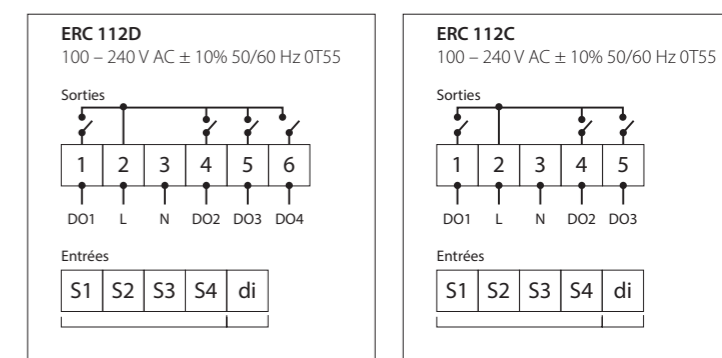 ERC 112D
100 – 240 V AC ± 10% 50/60 Hz 0T55
Sorties
1 2 3 4 5 6
DO1 L N DO2 DO3 DO4
Entrées
S1 S2 S3 S4 di
ERC 112C
100 – 240 V AC ± 10% 50/60 Hz 0T55
Sorties
1 2 3 4 5
DO1 L N DO2 DO3
Entrées
S1 S2 S3 S4 di